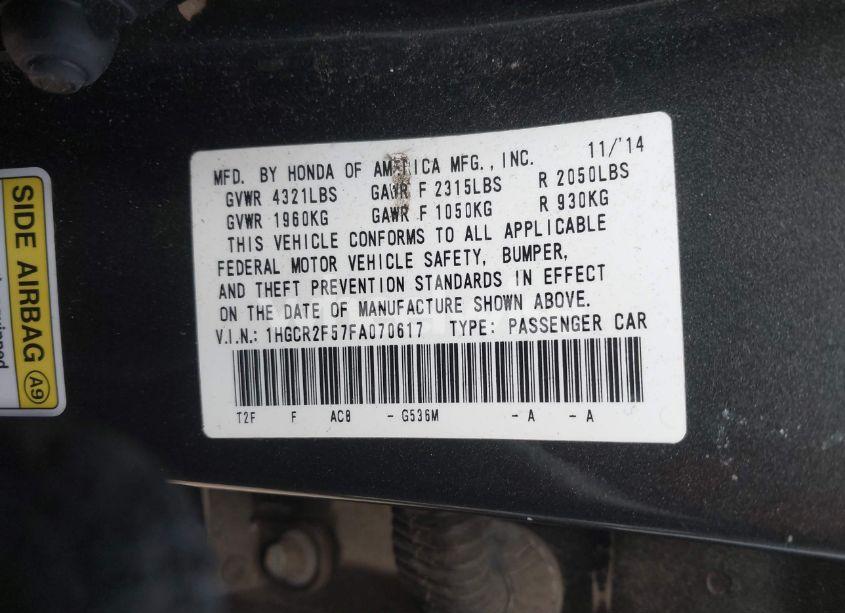 MFD. BY HONDA OF AMERICA MFG., INC. 11/'14
GVWR 4321LBS GAWR F 2315LBS R 2050LBS
GVWR 1960KG GAWR F 1050KG R 930KG
THIS VEHICLE CONFORMS TO ALL APPLICABLE
FEDERAL MOTOR VEHICLE SAFETY, BUMPER,
AND THEFT PREVENTION STANDARDS IN EFFECT
ON THE DATE OF MANUFACTURE SHOWN ABOVE.
V.I.N.: 1HGCR2F57FA070617 TYPE: PASSENGER CAR
T2F F AC8 - G536M - A - A
SIDE AIRBAG A9